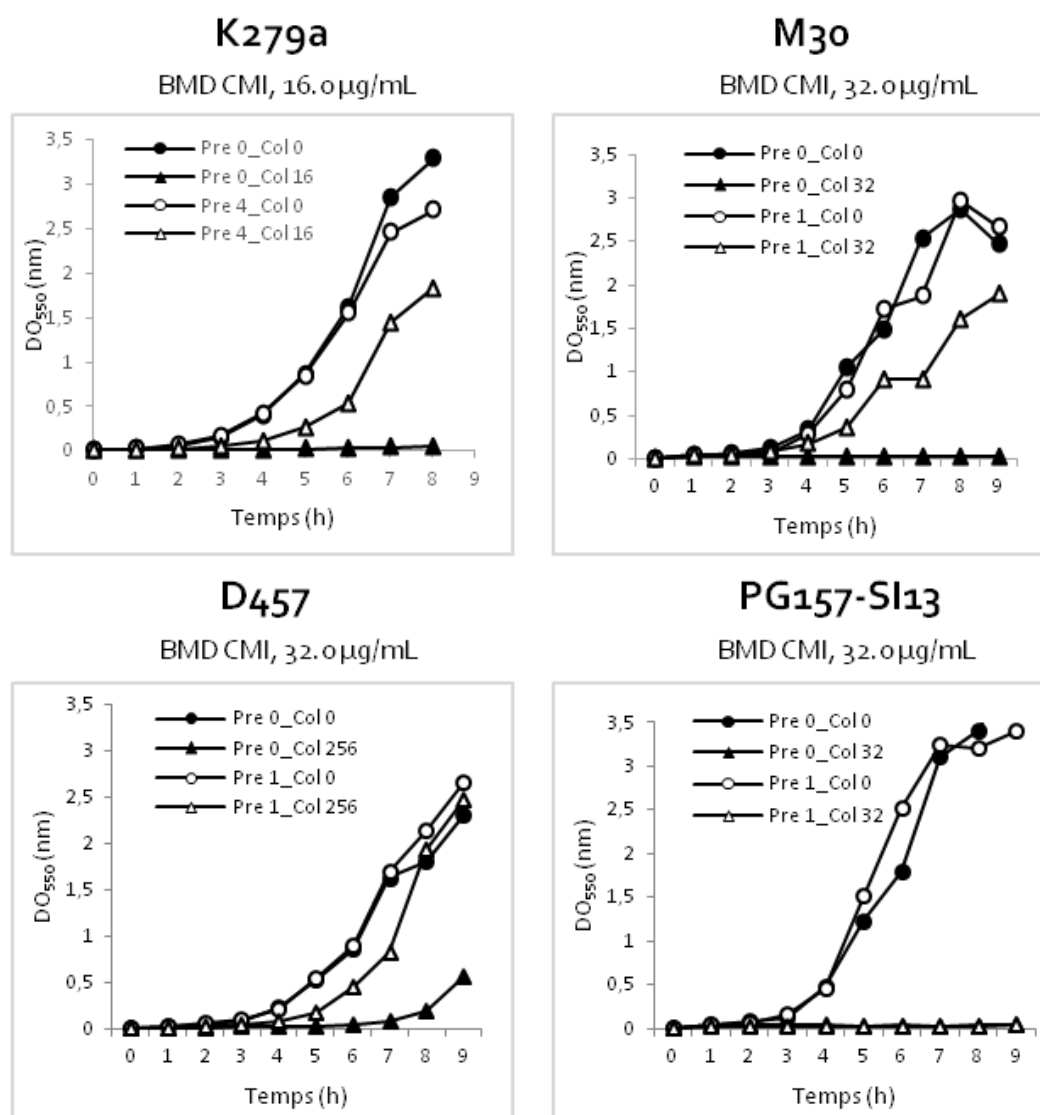 K279a
BMD CMI, 16.0µg/mL
DO550 (nm)
3,5
3
2,5
2
1,5
1
0,5
0
Pre 0_Col 0
Pre 0_Col 16
Pre 4_Col 0
Pre 4_Col 16
0 1 2 3 4 5 6 7 8 9
Temps (h)
M30
BMD CMI, 32.0µg/mL
DO550 (nm)
3,5
3
2,5
2
1,5
1
0,5
0
Pre 0_Col 0
Pre 0_Col 32
Pre 1_Col 0
Pre 1_Col 32
0 1 2 3 4 5 6 7 8 9
Temps (h)
D457
BMD CMI, 32.0µg/mL
DO550 (nm)
3,5
3
2,5
2
1,5
1
0,5
0
Pre 0_Col 0
Pre 0_Col 256
Pre 1_Col 0
Pre 1_Col 256
0 1 2 3 4 5 6 7 8 9
Temps (h)
PG157-SI13
BMD CMI, 32.0µg/mL
DO550 (nm)
3,5
3
2,5
2
1,5
1
0,5
0
Pre 0_Col 0
Pre 0_Col 32
Pre 1_Col 0
Pre 1_Col 32
0 1 2 3 4 5 6 7 8 9
Temps (h)